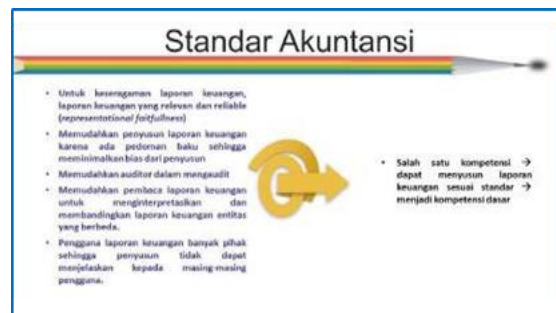 Standar Akuntansi
• Untuk keseragaman laporan keuangan,
laporan keuangan yang relevan dan reliable
(representational faitfullness)
• Memudahkan penyusun laporan keuangan
karena ada pedoman baku sehingga
meminimalkan bias dari penyusun
• Memudahkan auditor dalam mengaudit
• Memudahkan pembaca laporan keuangan
untuk menginterpretasikan dan
membandingkan laporan keuangan entitas
yang berbeda.
• Pengguna laporan keuangan banyak pihak
sehingga penyusun tidak dapat
menjelaskan kepada masing-masing
pengguna.
• Salah satu kompetensi →
dapat menyusun laporan
keuangan sesuai standar →
menjadi kompetensi dasar